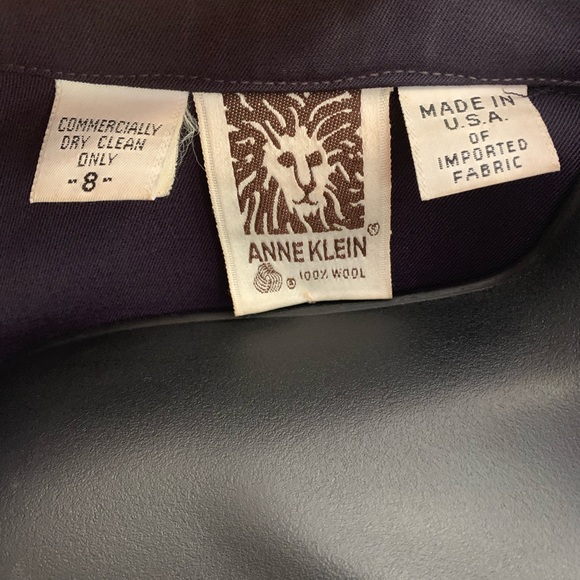 COMMERCIALLY
DRY CLEAN
ONLY
-8-
ANNE KLEIN ®
® 100% WOOL
MADE IN
U.S.A.
OF
IMPORTED
FABRIC